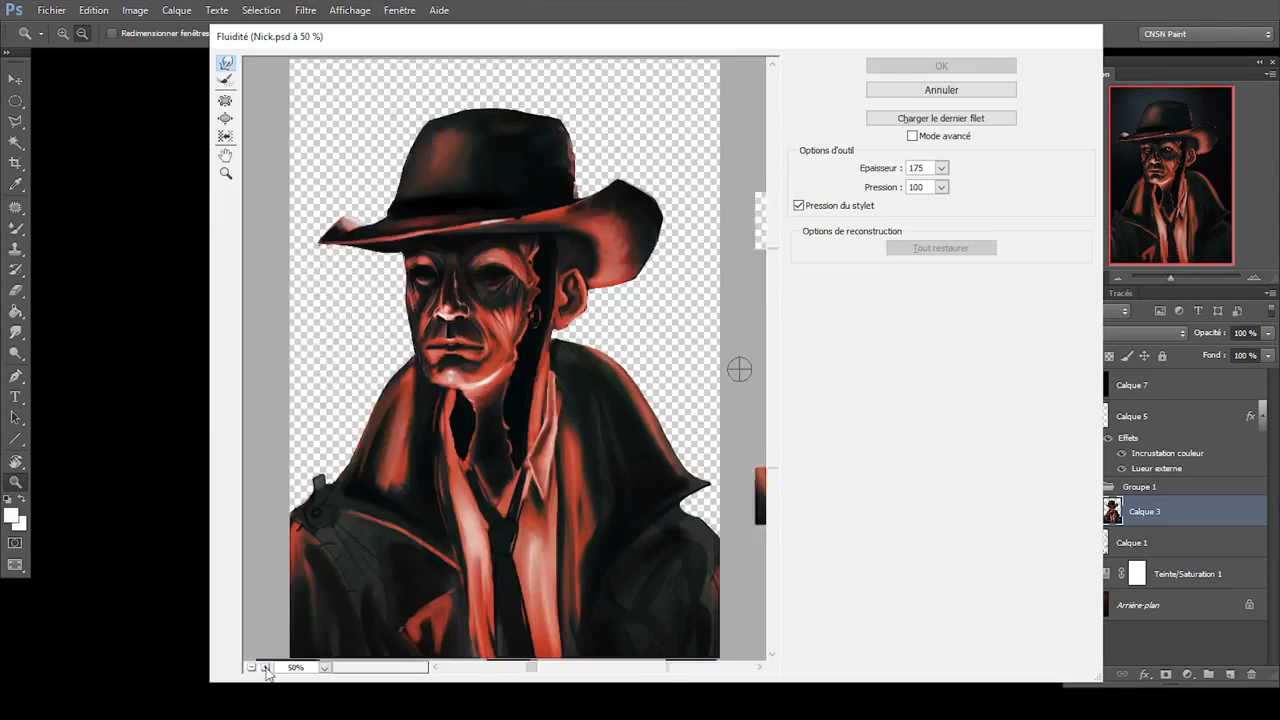 Ps Fichier Edition Image Calque Texte Sélection Filtre Affichage Fenêtre Aide
Redimensionner fenêtres
CNSN Paint
Fluidité (Nick.psd à 50 %)
OK
Annuler
Charger le dernier filet
Mode avancé
Options d'outil
Epaisseur : 175
Pression : 100
Pression du stylet
Options de reconstruction
Tout restaurer
Tracés
Opacité : 100 %
Fond : 100 %
Calque 7
Calque 5 fx
Effets
Incrustation couleur
Lueur externe
Groupe 1
Calque 3
Calque 1
Teinte/Saturation 1
Arrière-plan
50%